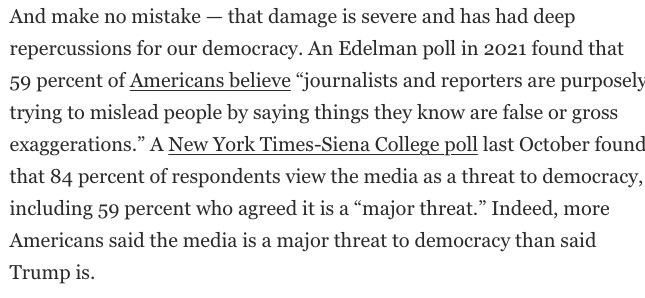 And make no mistake — that damage is severe and has had deep
repercussions for our democracy. An Edelman poll in 2021 found that
59 percent of Americans believe “journalists and reporters are purposely
trying to mislead people by saying things they know are false or gross
exaggerations.” A New York Times-Siena College poll last October found
that 84 percent of respondents view the media as a threat to democracy,
including 59 percent who agreed it is a “major threat.” Indeed, more
Americans said the media is a major threat to democracy than said
Trump is.